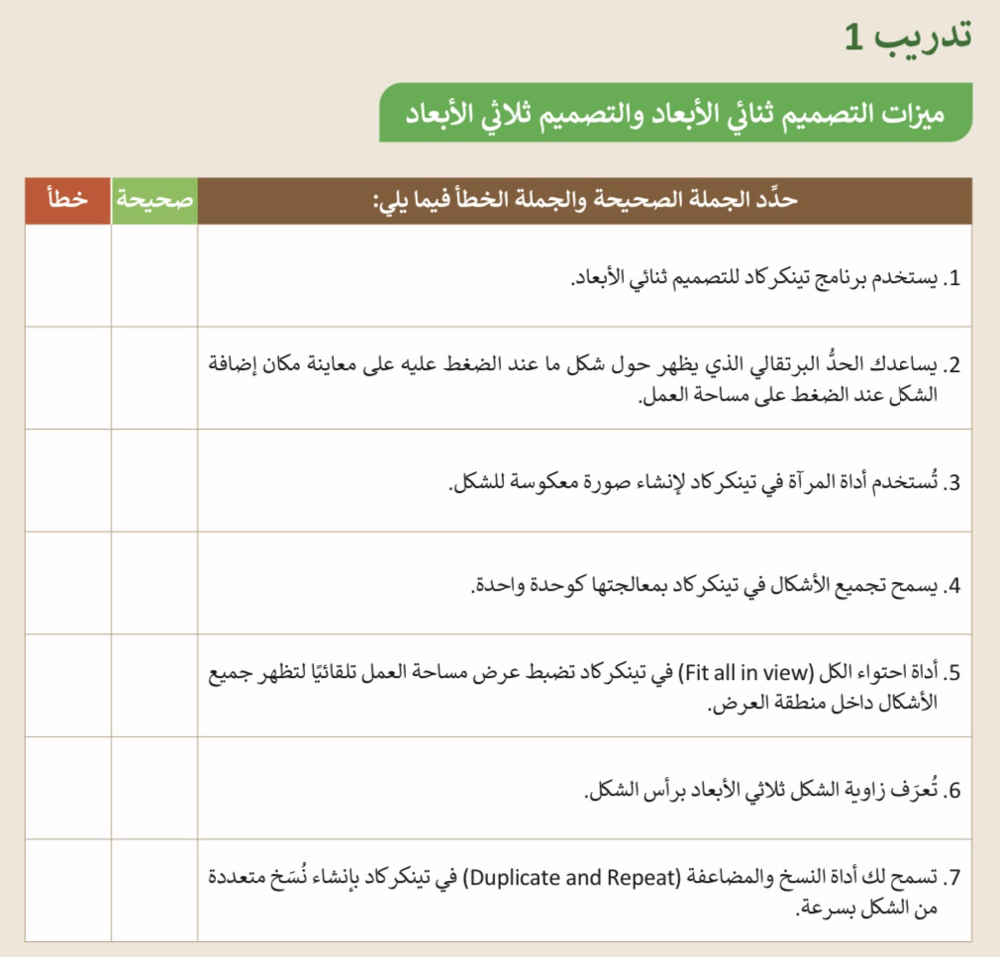 تدريب 1
ميزات التصميم ثنائي الأبعاد والتصميم ثلاثي الأبعاد
حدِّد الجملة الصحيحة والجملة الخطأ فيما يلي: صحيحة خطأ
1. يستخدم برنامج تينكركاد للتصميم ثنائي الأبعاد.
2. يساعدك الحدُّ البرتقالي الذي يظهر حول شكل ما عند الضغط عليه على معاينة مكان إضافة
الشكل عند الضغط على مساحة العمل.
3. تُستخدم أداة المرآة في تينكركاد لإنشاء صورة معكوسة للشكل.
4. يسمح تجميع الأشكال في تينكركاد بمعالجتها كوحدة واحدة.
5. أداة احتواء الكل (Fit all in view) في تينكركاد تضبط عرض مساحة العمل تلقائيًا لتظهر جميع
الأشكال داخل منطقة العرض.
6. تُعرَف زاوية الشكل ثلاثي الأبعاد برأس الشكل.
7. تسمح لك أداة النسخ والمضاعفة (Duplicate and Repeat) في تينكركاد بإنشاء نُسَخ متعددة
من الشكل بسرعة.